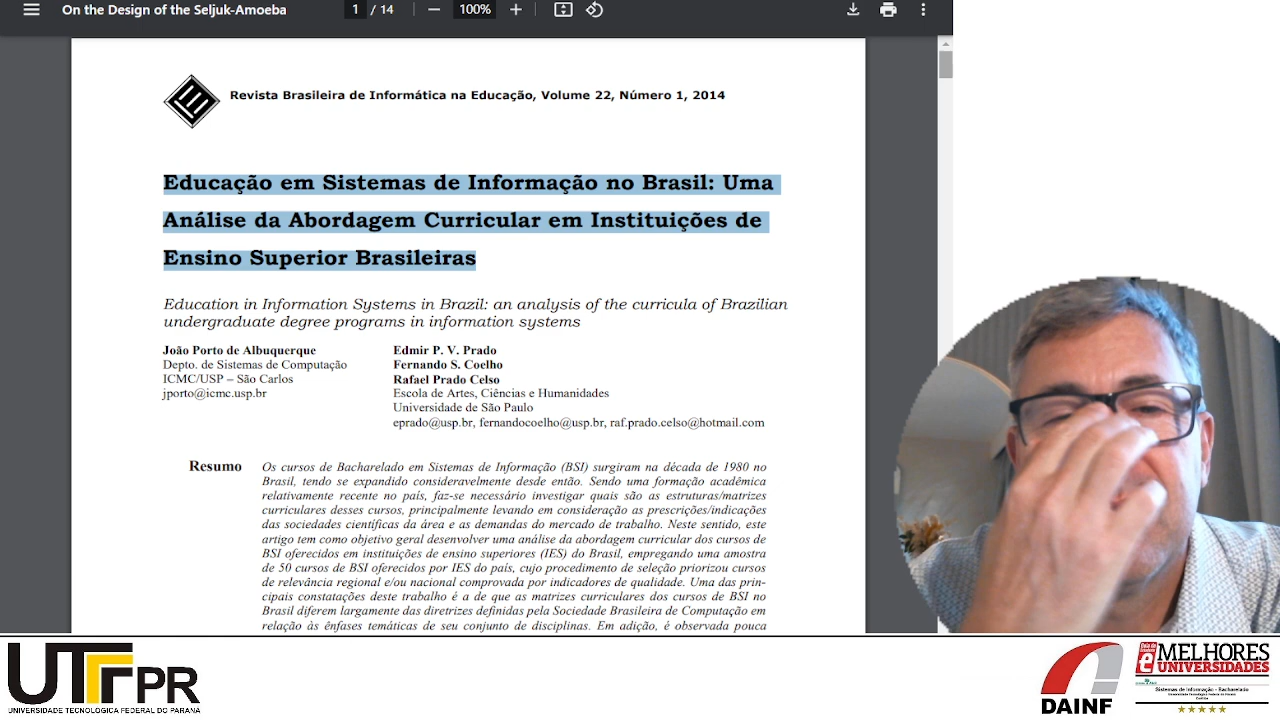 On the Design of the Seljuk-Amoeba
1 / 14
100%
Revista Brasileira de Informática na Educação, Volume 22, Número 1, 2014
Educação em Sistemas de Informação no Brasil: Uma
Análise da Abordagem Curricular em Instituições de
Ensino Superior Brasileiras
Education in Information Systems in Brazil: an analysis of the curricula of Brazilian
undergraduate degree programs in information systems
João Porto de Albuquerque
Depto. de Sistemas de Computação
ICMC/USP – São Carlos
jporto@icmc.usp.br
Edmir P. V. Prado
Fernando S. Coelho
Rafael Prado Celso
Escola de Artes, Ciências e Humanidades
Universidade de São Paulo
eprado@usp.br, fernandocoelho@usp.br, raf.prado.celso@hotmail.com
Resumo
Os cursos de Bacharelado em Sistemas de Informação (BSI) surgiram na década de 1980 no
Brasil, tendo se expandido consideravelmente desde então. Sendo uma formação acadêmica
relativamente recente no país, faz-se necessário investigar quais são as estruturas/matrizes
curriculares desses cursos, principalmente levando em consideração as prescrições/indicações
das sociedades científicas da área e as demandas do mercado de trabalho. Neste sentido, este
artigo tem como objetivo geral desenvolver uma análise da abordagem curricular dos cursos de
BSI oferecidos em instituições de ensino superiores (IES) do Brasil, empregando uma amostra
de 50 cursos de BSI oferecidos por IES do país, cujo procedimento de seleção priorizou cursos
de relevância regional e/ou nacional comprovada por indicadores de qualidade. Uma das prin-
cipais constatações deste trabalho é a de que as matrizes curriculares dos cursos de BSI no
Brasil diferem largamente das diretrizes definidas pela Sociedade Brasileira de Computação em
relação às ênfases temáticas de seu conjunto de disciplinas. Em adição, é observada pouca
UTFPR
UNIVERSIDADE TECNOLÓGICA FEDERAL DO PARANÁ
DAINF
MELHORES
UNIVERSIDADES
Sistemas de Informação - Bacharelado
Universidade Tecnológica Federal do Paraná
Curitiba